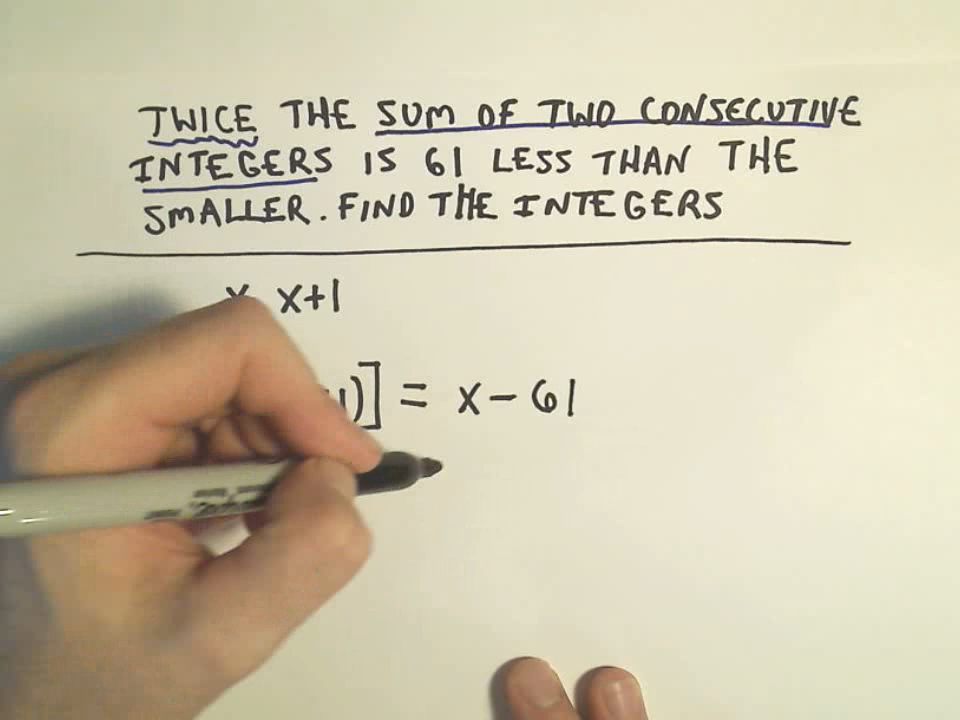 TWICE THE SUM OF TWO CONSECUTIVE
INTEGERS IS 61 LESS THAN THE
SMALLER. FIND THE INTEGERS
x+1
)] = x - 61